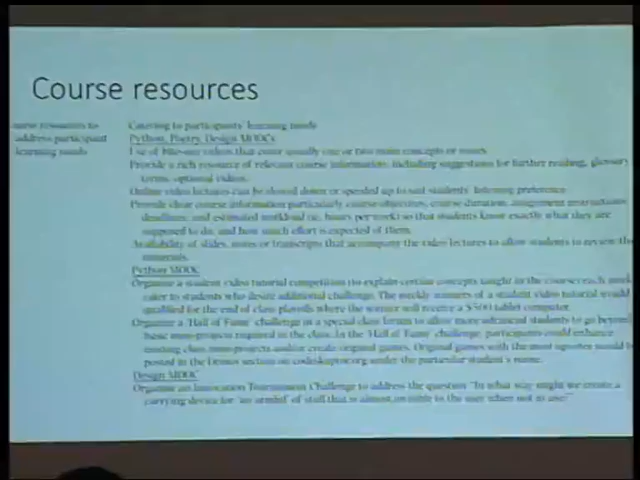 Course resources
resources to
address participant
learning needs
Catering to participants' learning needs
Python, Poetry, Design MOOCs
Use of bite-size videos that cover usually one or two main concepts or issues
Provide a rich resource of relevant course information, including suggestions for further reading, glossary
terms, optional videos.
Online video lectures can be slowed down or speeded up to suit students' listening preference
Provide clear course information particularly course objectives, course duration, assignment instructions
deadlines, and estimated workload (ie, hours per week) so that students know exactly what they are
supposed to do, and how much effort is expected of them.
Availability of slides, notes or transcripts that accompany the video lectures to allow students to review the
materials.
Python MOOC
Organize a student video tutorial competition (to explain certain concepts taught in the course) each week
cater to students who desire additional challenge. The weekly winners of a student video tutorial would
qualified for the end of class playoffs where the winner will receive a $500 tablet computer.
Organize a 'Hall of Fame' challenge in a special class forum to allow more advanced students to go beyond
basic mini-projects required in the class. In the 'Hall of Fame' challenge, participants could enhance
existing class mini-projects and/or create original games. Original games with the most upvotes would be
posted in the Demos section on codeskulptor.org under the particular student's name.
Design MOOC
Organize an Innovation Tournament Challenge to address the question "In what way might we create a
carrying device for 'an armful' of stuff that is almost invisible to the user when not in use?"